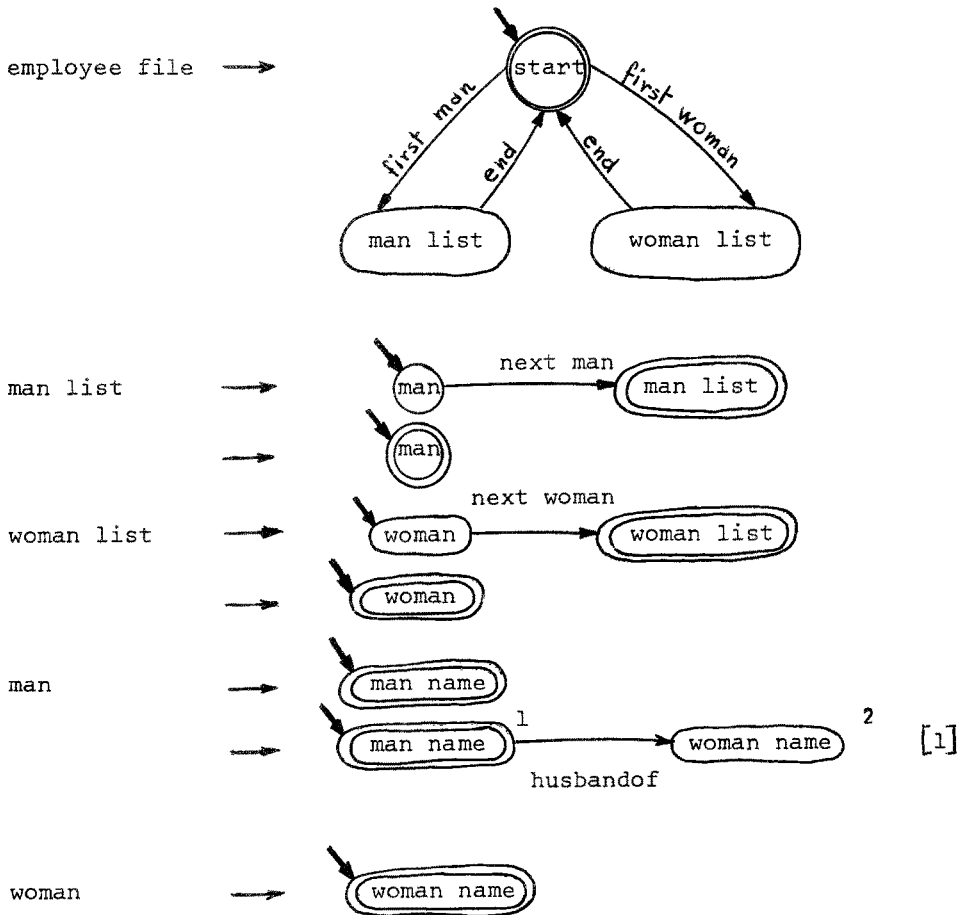 employee file
start
first man
end
end
first woman
man list
woman list
man list
man
next man
man list
man
woman list
woman
next woman
woman list
woman
man
man name
man name
1
husbandof
woman name
2
[1]
woman
woman name